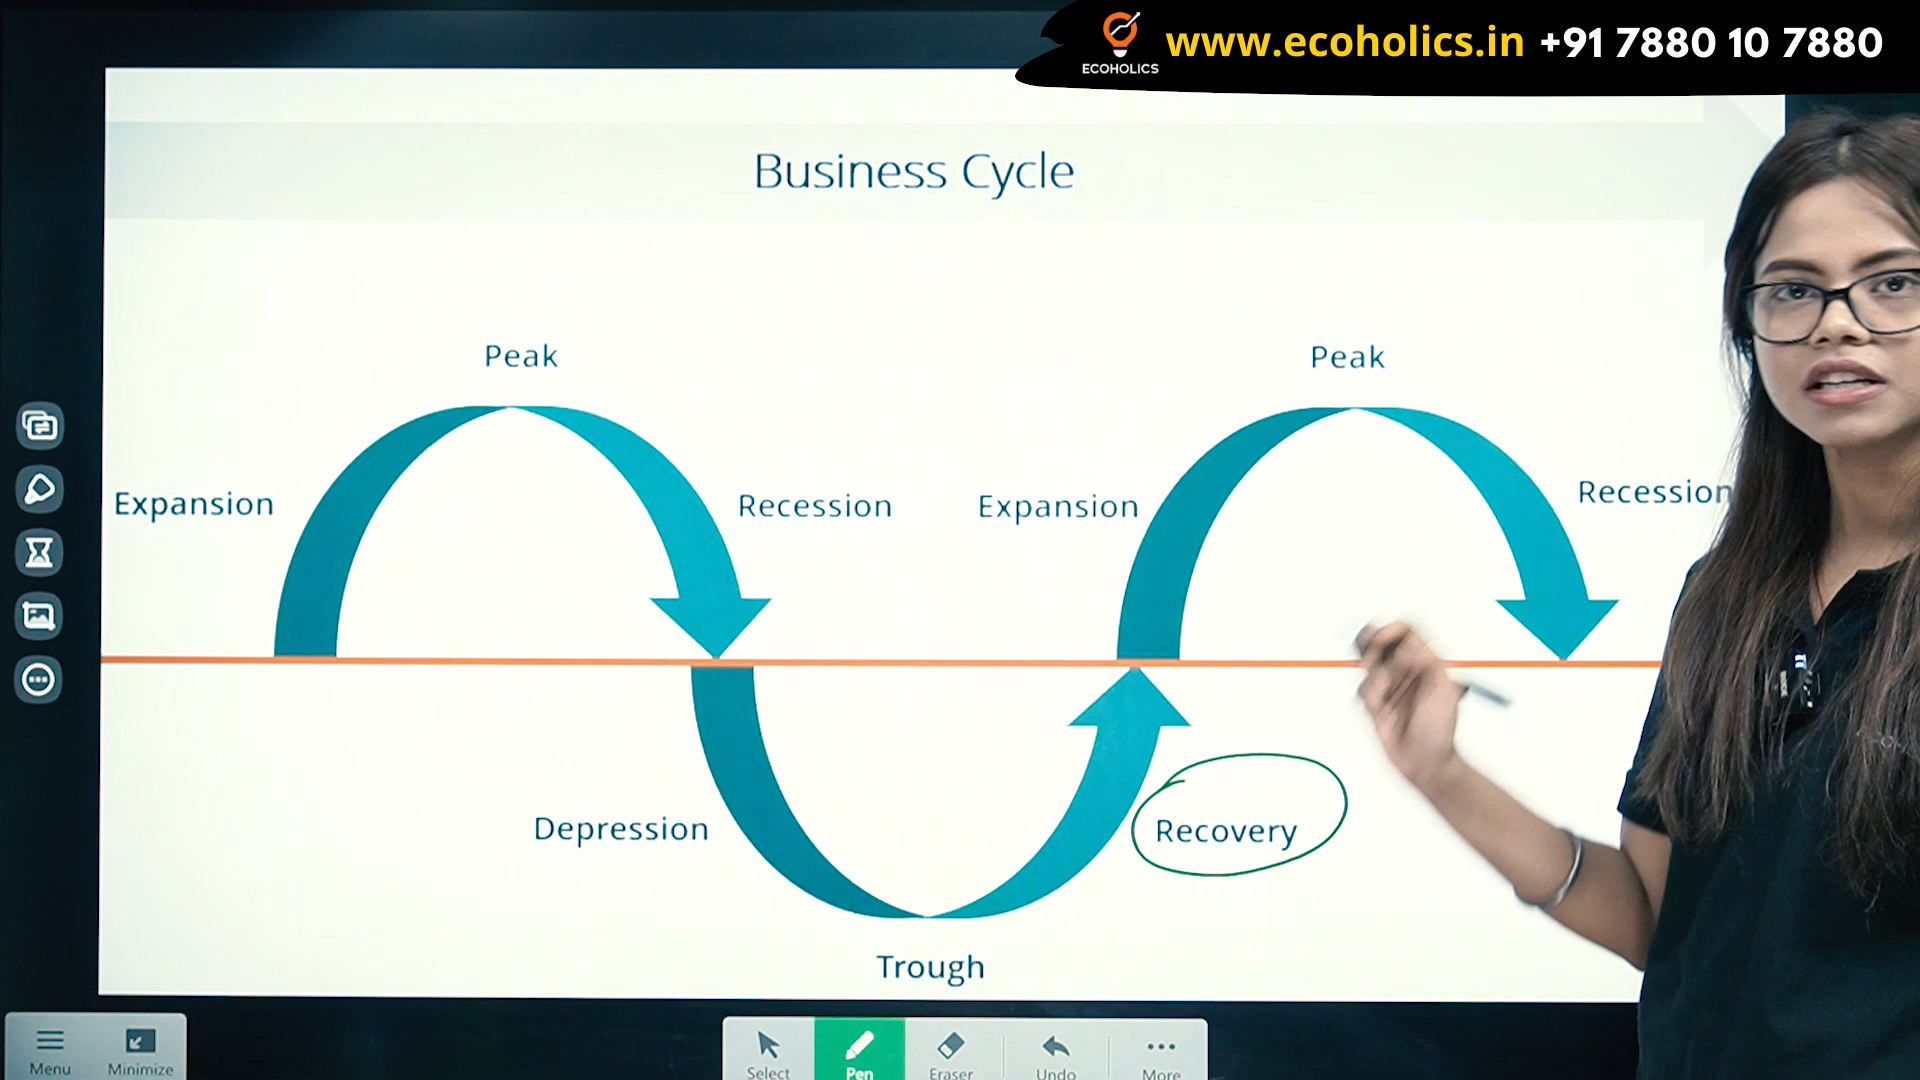 www.ecoholics.in +91 7880 10 7880
ECOHOLICS
Business Cycle
Peak
Peak
Expansion
Recession
Expansion
Recession
Depression
Recovery
Trough
Menu
Minimize
Select
Pen
Eraser
Undo
More